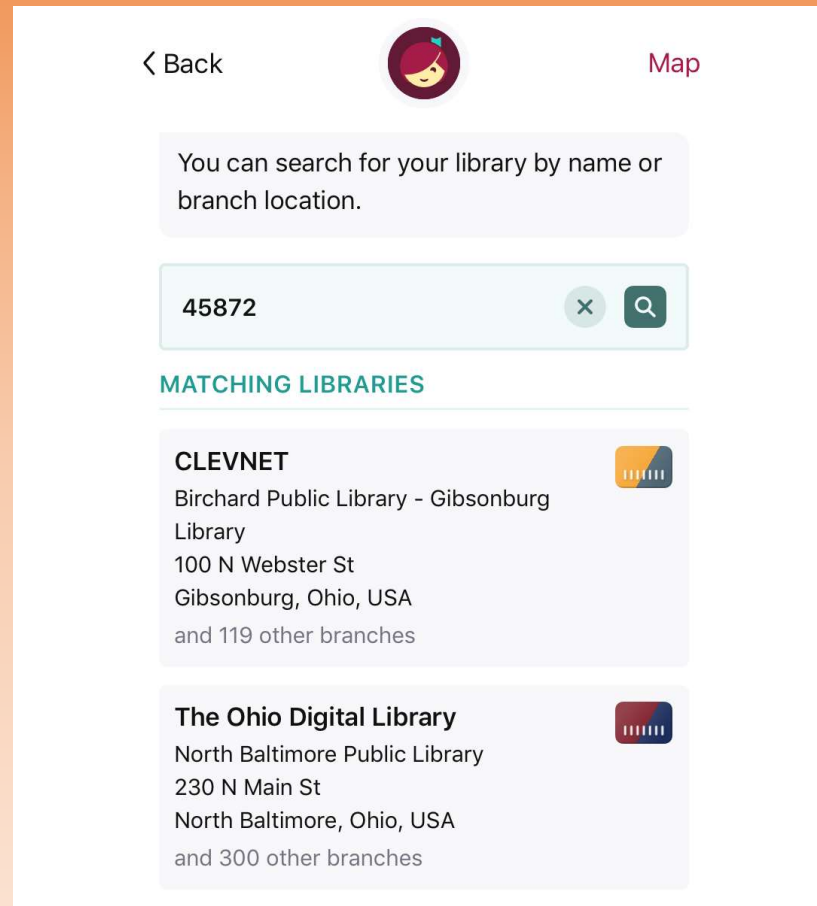 Back
Map
You can search for your library by name or
branch location.
45872
MATCHING LIBRARIES
CLEVNET
Birchard Public Library - Gibsonburg
Library
100 N Webster St
Gibsonburg, Ohio, USA
and 119 other branches
The Ohio Digital Library
North Baltimore Public Library
230 N Main St
North Baltimore, Ohio, USA
and 300 other branches